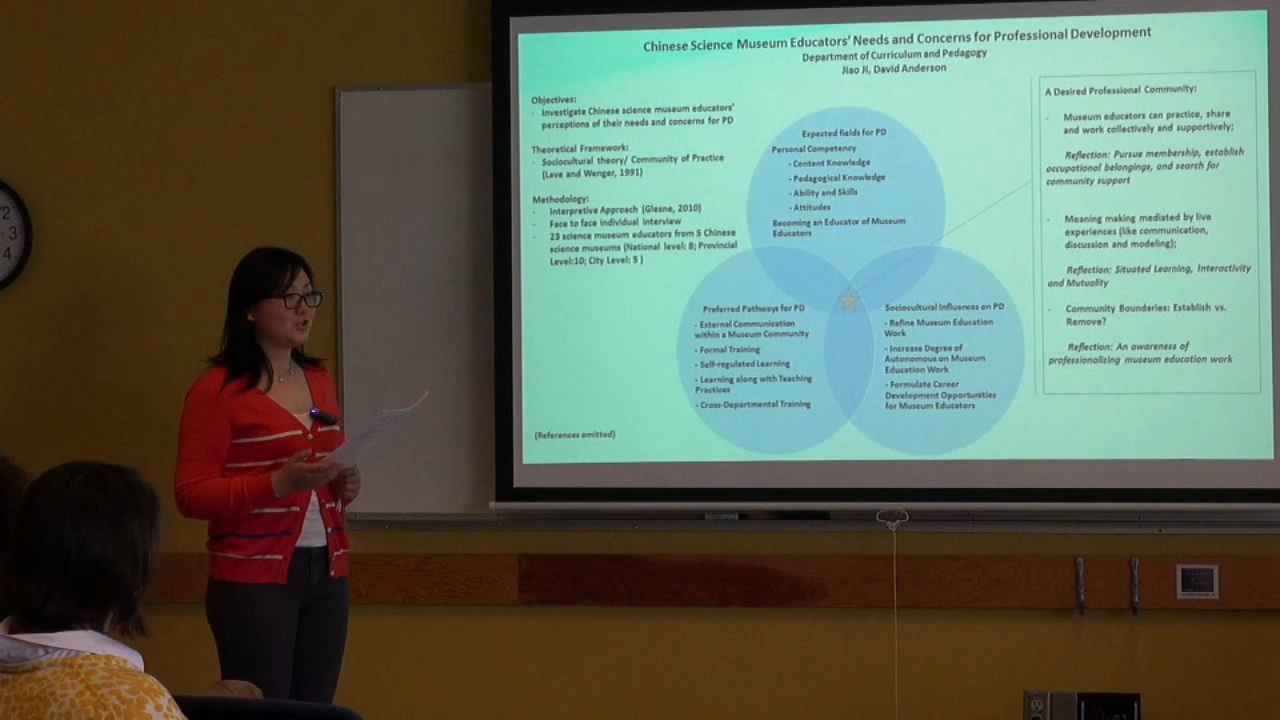 Chinese Science Museum Educators' Needs and Concerns for Professional Development
Department of Curriculum and Pedagogy
Jiao Ji, David Anderson
Objectives:
- Investigate Chinese science museum educators'
perceptions of their needs and concerns for PD
Theoretical Framework:
- Sociocultural theory/ Community of Practice
(Lave and Wenger, 1991)
Methodology:
- Interpretive Approach (Glesne, 2010)
- Face to face Individual Interview
- 23 science museum educators from 5 Chinese
science museums (National level: 8; Provincial
Level:10; City Level: 5 )
(References omitted)
Expected fields for PD
Personal Competency
- Content Knowledge
- Pedagogical Knowledge
- Ability and Skills
- Attitudes
Becoming an Educator of Museum
Educators
Preferred Pathways for PD
- External Communication
within a Museum Community
- Formal Training
- Self-regulated Learning
- Learning along with Teaching
Practices
- Cross-Departmental Training
Sociocultural Influences on PD
- Refine Museum Education
Work
- Increase Degree of
Autonomous on Museum
Education Work
- Formulate Career
Development Opportunities
for Museum Educators
A Desired Professional Community:
- Museum educators can practice, share
and work collectively and supportively;
Reflection: Pursue membership, establish
occupational belongings, and search for
community support
- Meaning making mediated by live
experiences (like communication,
discussion and modeling);
Reflection: Situated Learning, Interactivity
and Mutuality
- Community Boundaries: Establish vs.
Remove?
Reflection: An awareness of
professionalizing museum education work
2
3
4